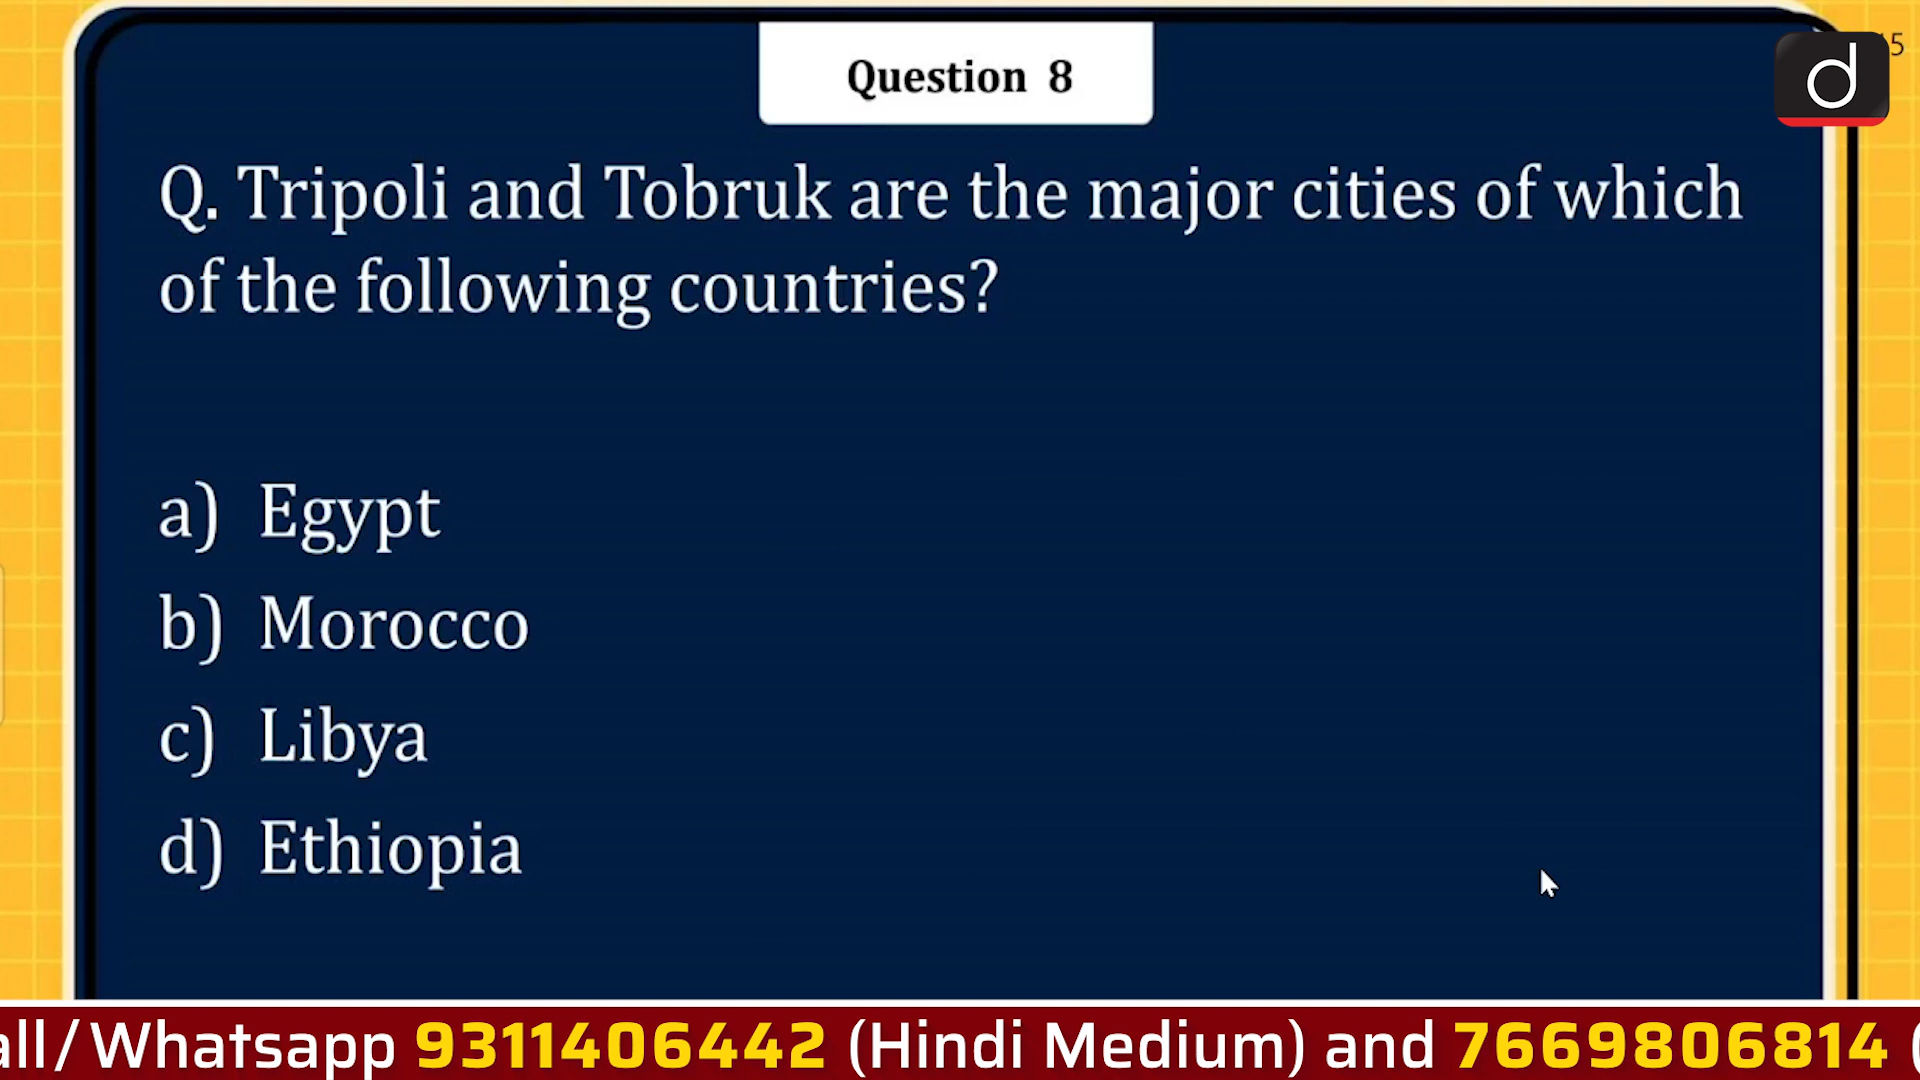 Question 8
5
d
Q. Tripoli and Tobruk are the major cities of which
of the following countries?
a) Egypt
b) Morocco
c) Libya
d) Ethiopia
all/Whatsapp 9311406442 (Hindi Medium) and 7669806814 (